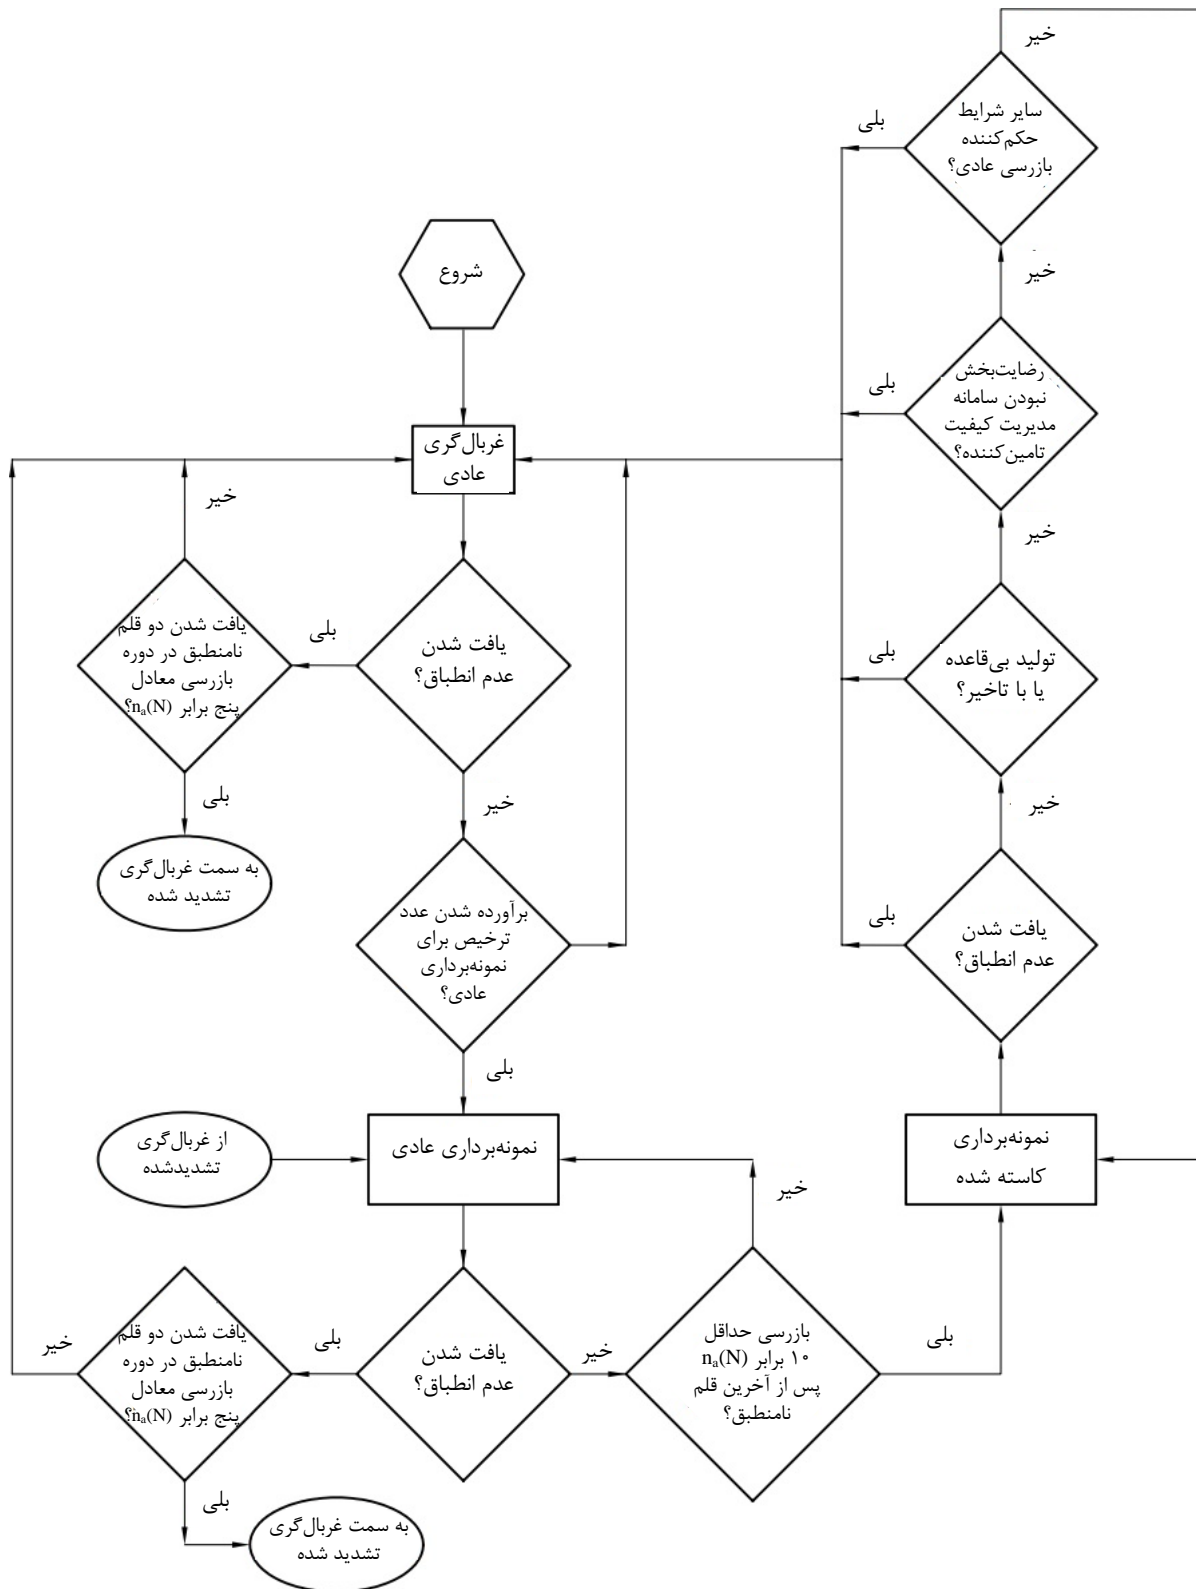 خیر
سایر شرایط
حکم‌کننده
بازرسی عادی؟
بلی
خیر
شروع
رضایت‌بخش
نبودن سامانه
مدیریت کیفیت
تامین‌کننده؟
بلی
غربال‌گری
عادی
خیر
خیر
یافت شدن دو قلم
نامنطبق در دوره
بازرسی معادل
پنج برابر nₐ(N)؟
بلی
یافت شدن
عدم انطباق؟
بلی
تولید بی‌قاعده
یا با تاخیر؟
بلی
خیر
خیر
به سمت غربال‌گری
تشدید شده
برآورده شدن عدد
ترخیص برای
نمونه‌برداری
عادی؟
بلی
یافت شدن
عدم انطباق؟
بلی
از غربال‌گری
تشدیدشده
نمونه‌برداری عادی
نمونه‌برداری
کاسته شده
خیر
خیر
یافت شدن دو قلم
نامنطبق در دوره
بازرسی معادل
پنج برابر nₐ(N)؟
بلی
یافت شدن
عدم انطباق؟
خیر
بازرسی حداقل
۱۰ برابر nₐ(N)
پس از آخرین قلم
نامنطبق؟
بلی
بلی
به سمت غربال‌گری
تشدید شده